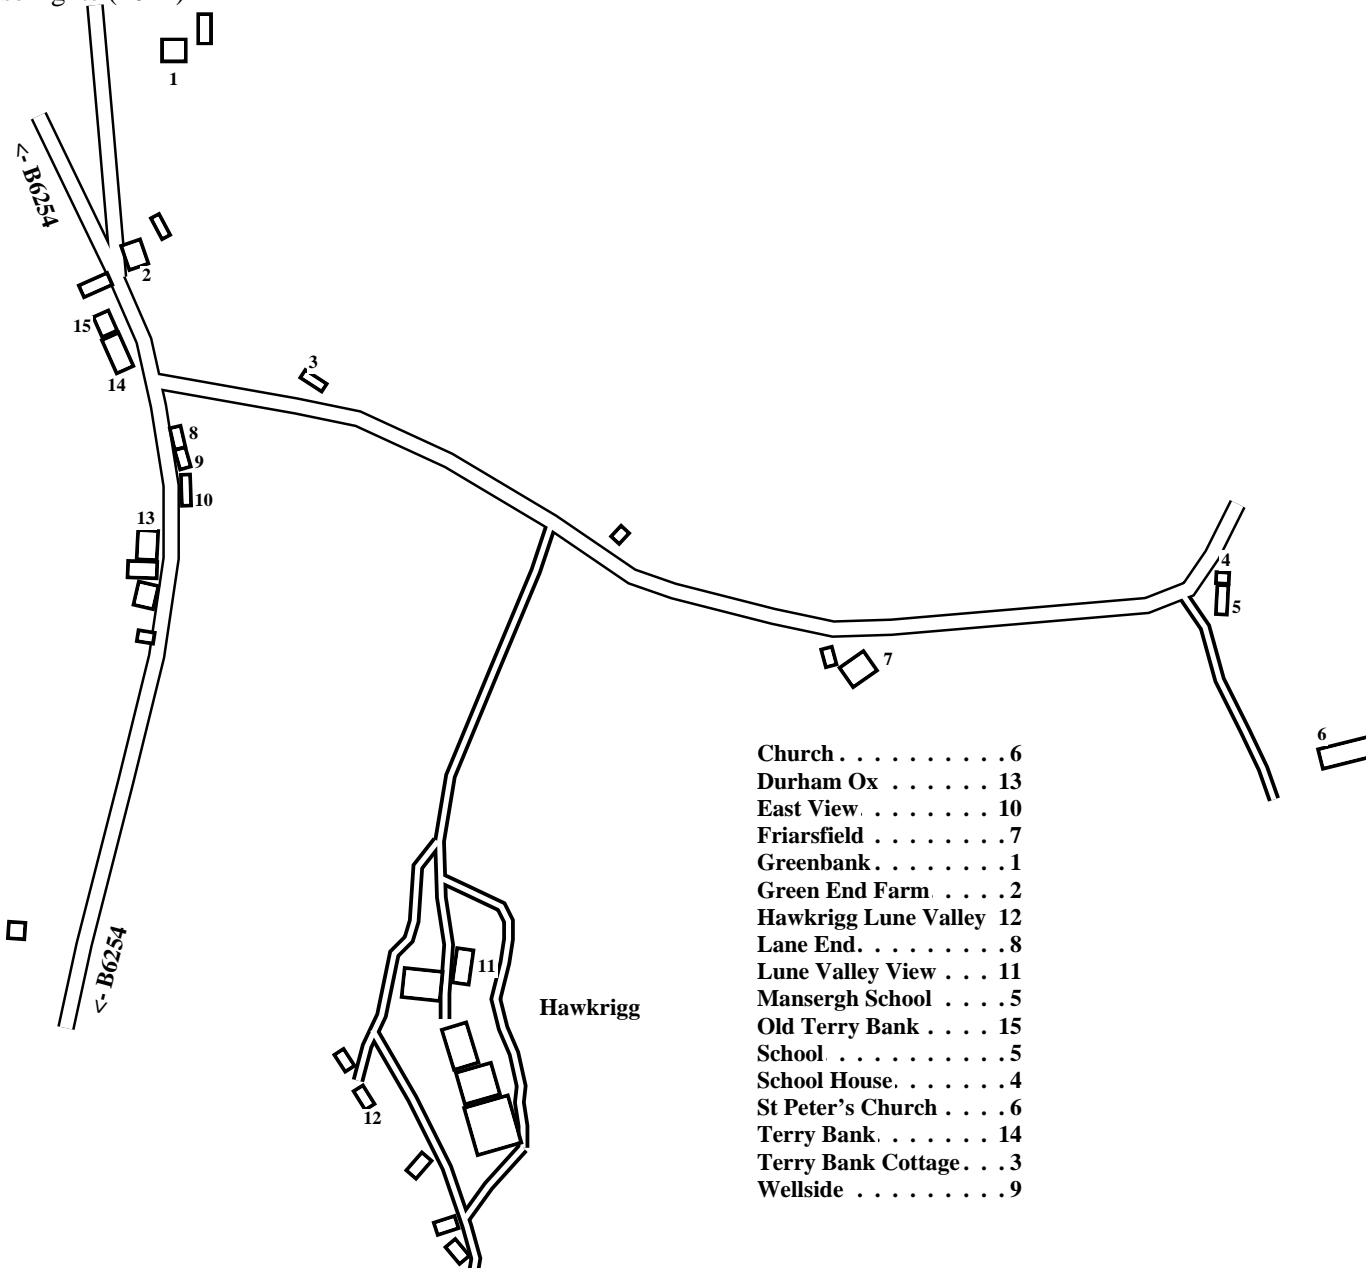 1
<- B6254
2
15
14
3
8
9
10
13
4
5
7
6
<- B6254
11
Hawkrigg
12
Church . . . . . . . . . . 6
Durham Ox . . . . . . 13
East View . . . . . . . 10
Friarsfield . . . . . . . . 7
Greenbank . . . . . . . 1
Green End Farm . . . . . 2
Hawkrigg Lune Valley 12
Lane End . . . . . . . . 8
Lune Valley View . . . 11
Mansergh School . . . . 5
Old Terry Bank . . . . 15
School . . . . . . . . . . 5
School House . . . . . . . 4
St Peter’s Church . . . . 6
Terry Bank . . . . . . . 14
Terry Bank Cottage . . . 3
Wellside . . . . . . . . . 9